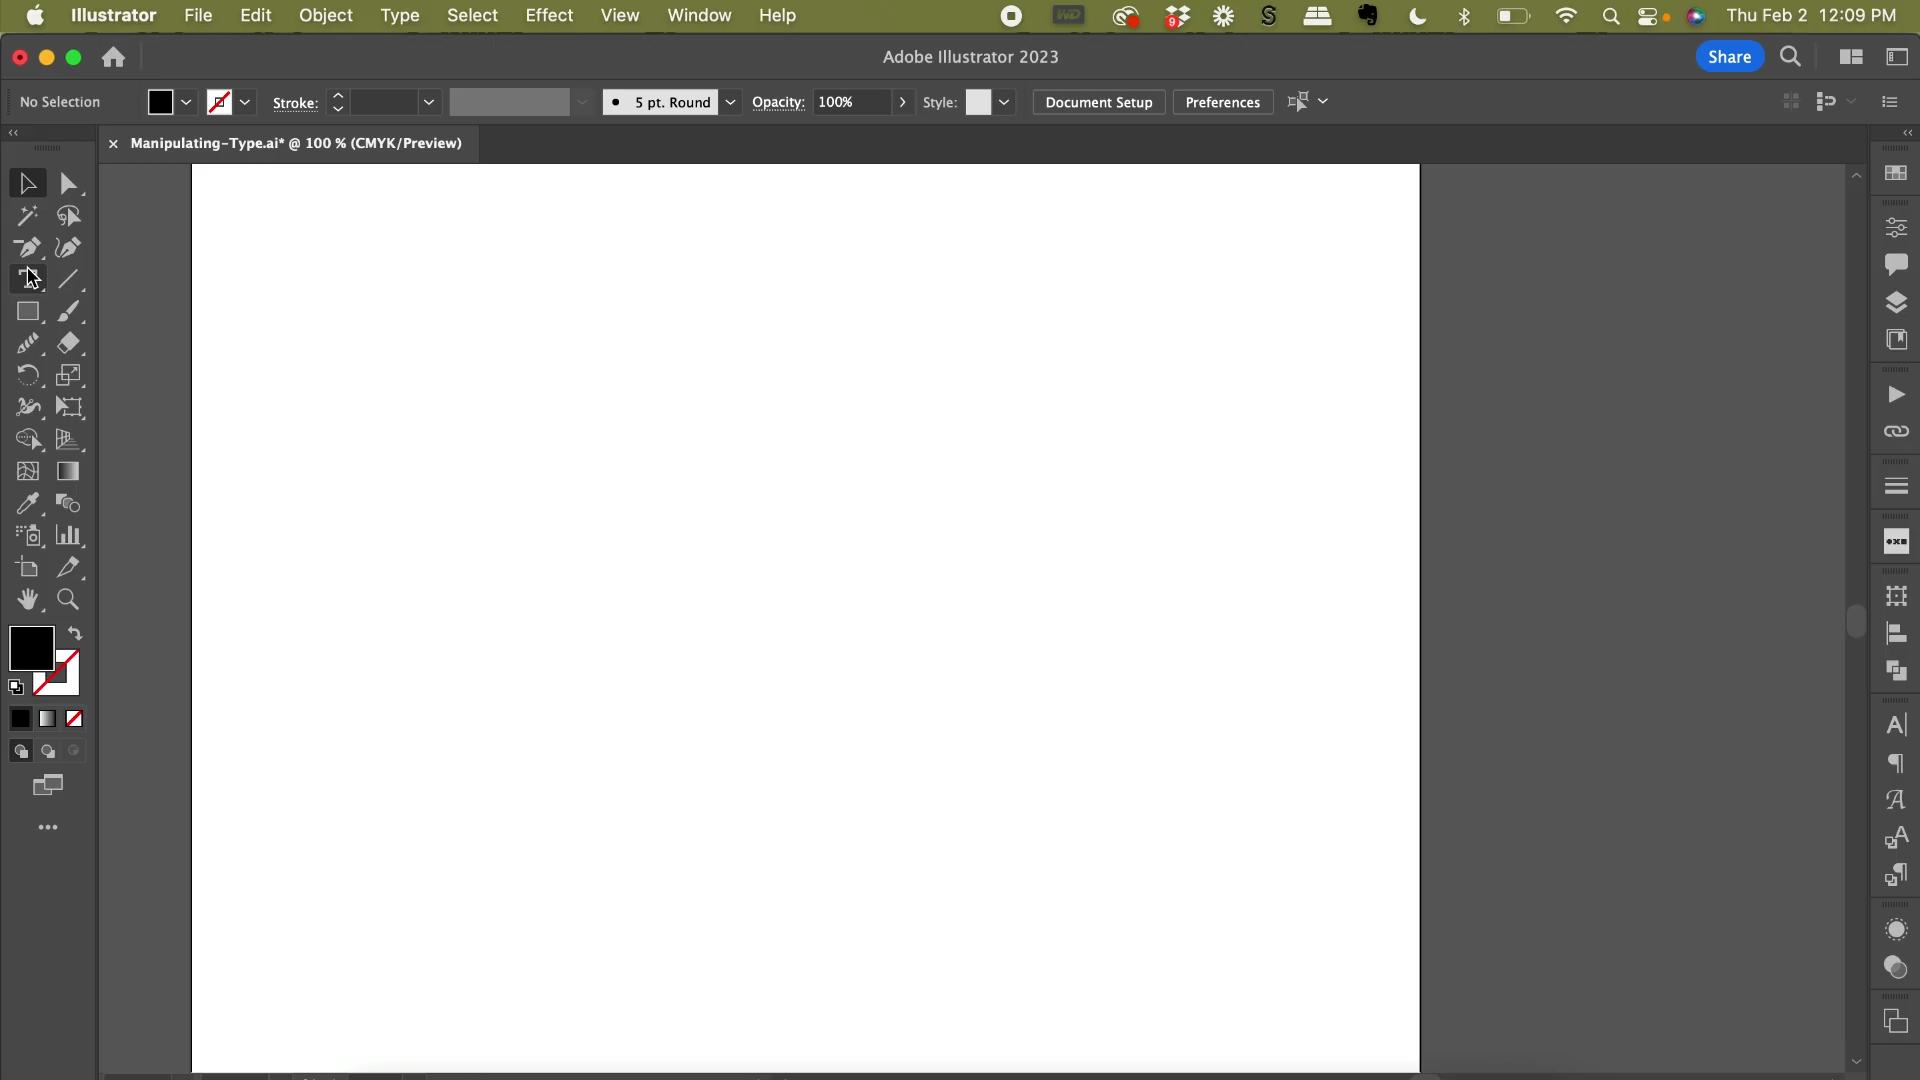 Illustrator File Edit Object Type Select Effect View Window Help
WD 9 S Thu Feb 2 12:09 PM
Adobe Illustrator 2023
Share
No Selection Stroke: 5 pt. Round Opacity: 100% Style: Document Setup Preferences
Manipulating-Type.ai* @ 100 % (CMYK/Preview)